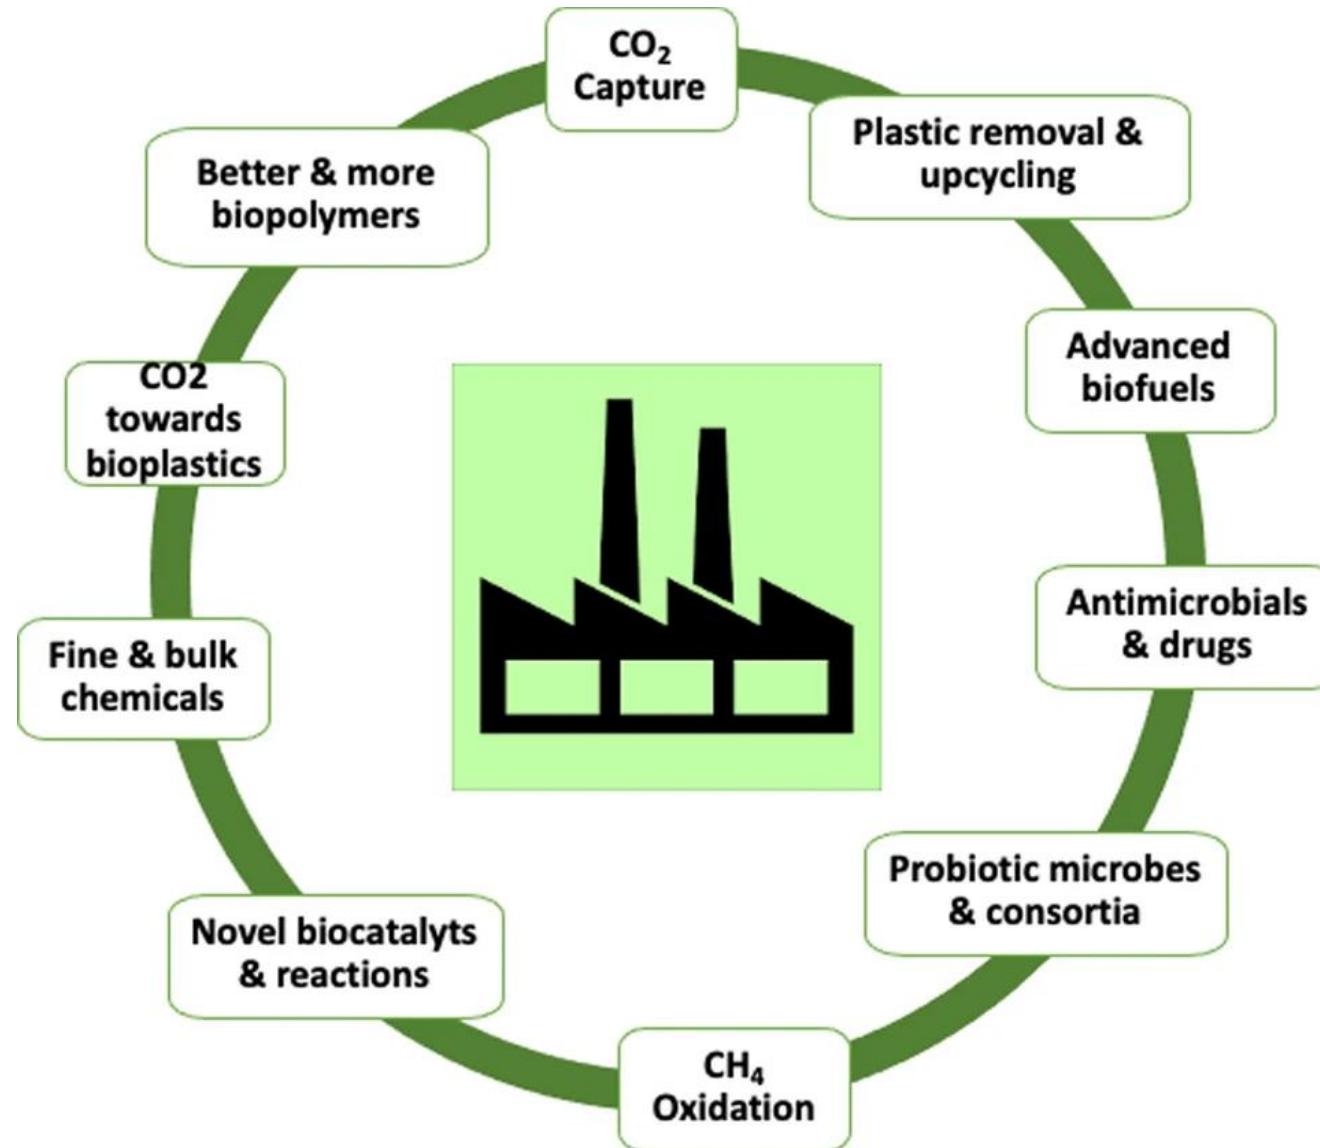 CO₂
Capture
Plastic removal &
upcycling
Advanced
biofuels
Antimicrobials
& drugs
Probiotic microbes
& consortia
CH₄
Oxidation
Novel biocatalyts
& reactions
Fine & bulk
chemicals
CO2
towards
bioplastics
Better & more
biopolymers